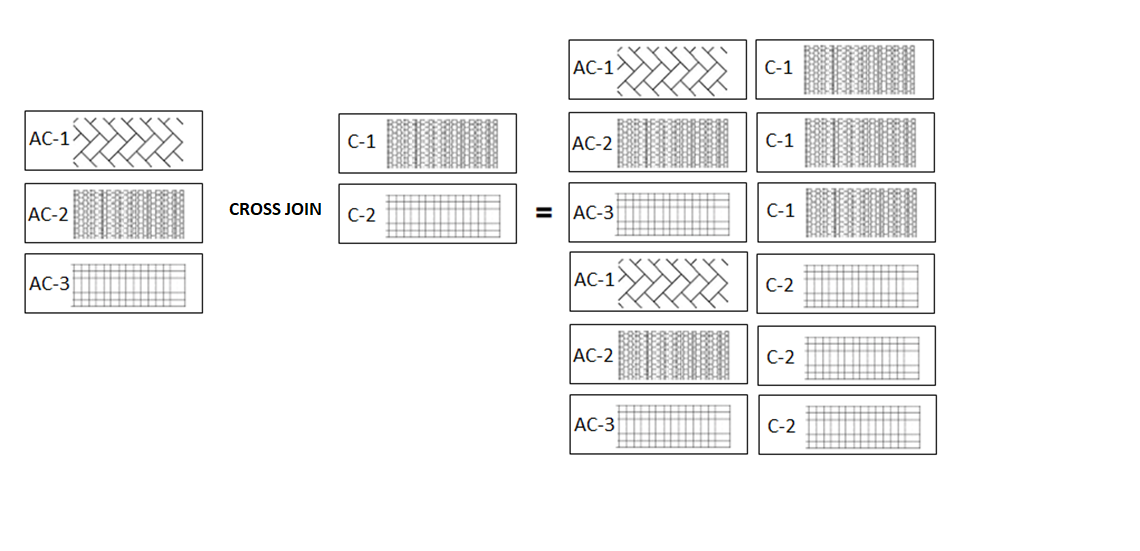 AC-1
AC-2
AC-3
CROSS JOIN
C-1
C-2
=
AC-1 C-1
AC-2 C-1
AC-3 C-1
AC-1 C-2
AC-2 C-2
AC-3 C-2